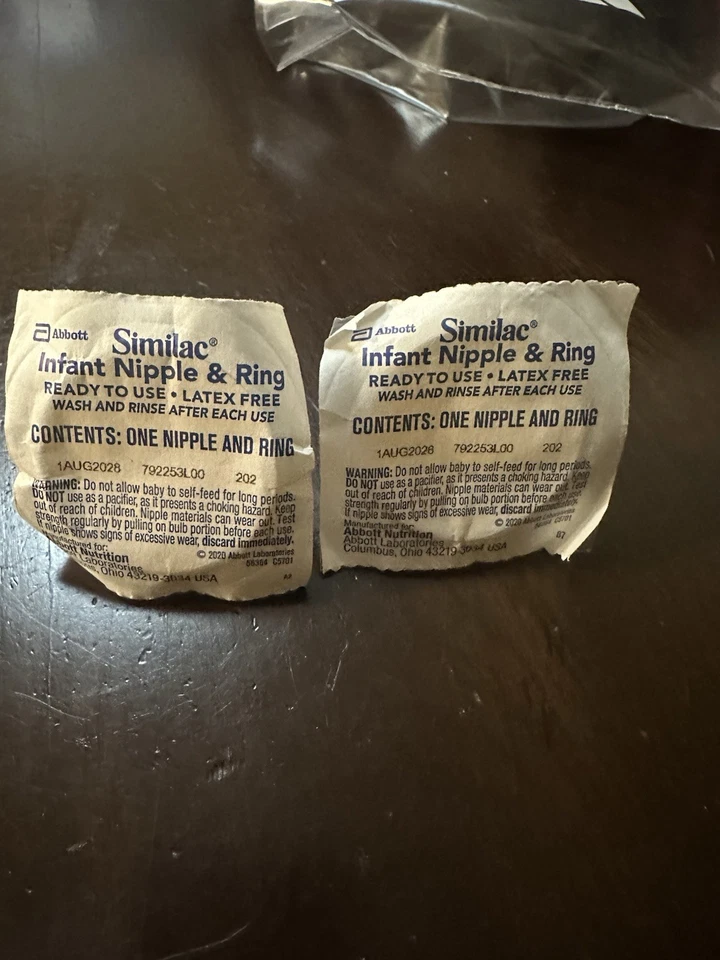 Abbott
Similac®
Infant Nipple & Ring
READY TO USE • LATEX FREE
WASH AND RINSE AFTER EACH USE
CONTENTS: ONE NIPPLE AND RING
1AUG2028 792253L00 202
WARNING: Do not allow baby to self-feed for long periods.
DO NOT use as a pacifier, as it presents a choking hazard. Keep
out of reach of children. Nipple materials can wear out. Test
strength regularly by pulling on bulb portion before each use.
If nipple shows signs of excessive wear, discard immediately.
© 2020 Abbott Laboratories
for:
Nutrition
Ohio 43219-3034 USA
Abbott
Similac®
Infant Nipple & Ring
READY TO USE • LATEX FREE
WASH AND RINSE AFTER EACH USE
CONTENTS: ONE NIPPLE AND RING
1AUG2028 792253L00 202
WARNING: Do not allow baby to self-feed for long periods.
DO NOT use as a pacifier, as it presents a choking hazard. Keep
out of reach of children. Nipple materials can wear out. Test
strength regularly by pulling on bulb portion before each use.
If nipple shows signs of excessive wear, discard immediately.
© 2020 Abbott Laboratories
Manufactured for:
Abbott Nutrition
Abbott Laboratories
Columbus, Ohio 43219-3034 USA